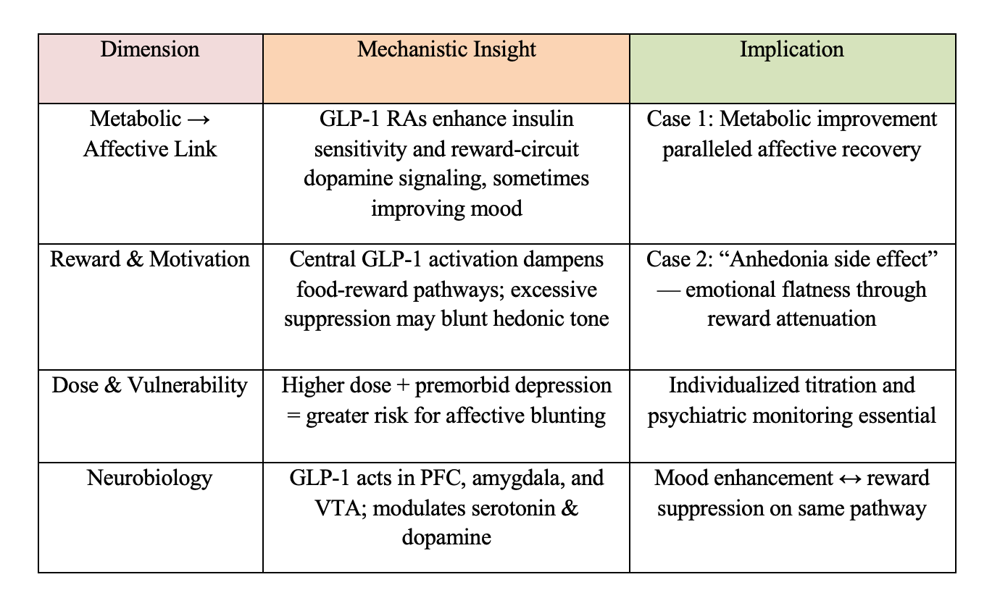 Dimension
Mechanistic Insight
Implication
Metabolic →
Affective Link
GLP-1 RAs enhance insulin
sensitivity and reward-circuit
dopamine signaling, sometimes
improving mood
Case 1: Metabolic improvement
paralleled affective recovery
Reward & Motivation
Central GLP-1 activation dampens
food-reward pathways; excessive
suppression may blunt hedonic tone
Case 2: “Anhedonia side effect”
— emotional flatness through
reward attenuation
Dose & Vulnerability
Higher dose + premorbid depression
= greater risk for affective blunting
Individualized titration and
psychiatric monitoring essential
Neurobiology
GLP-1 acts in PFC, amygdala, and
VTA; modulates serotonin &
dopamine
Mood enhancement ↔ reward
suppression on same pathway